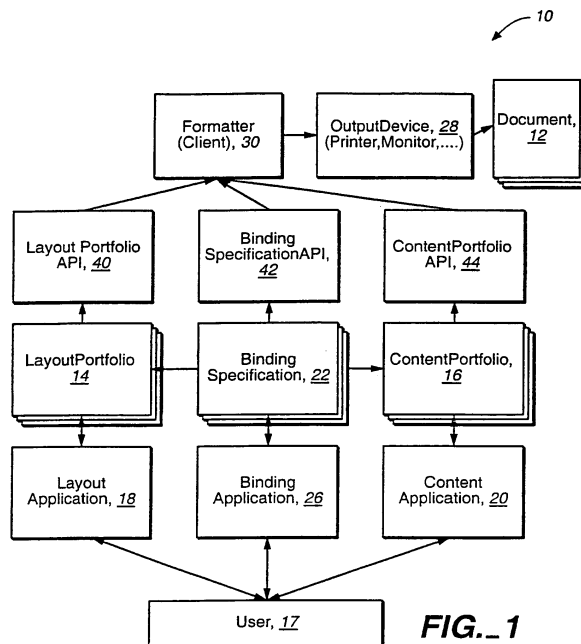 10
Formatter
(Client), 30
OutputDevice, 28
(Printer,Monitor,....)
Document,
12
Layout Portfolio
API, 40
Binding
SpecificationAPI,
42
ContentPortfolio
API, 44
LayoutPortfolio
14
Binding
Specification, 22
ContentPortfolio,
16
Layout
Application, 18
Binding
Application, 26
Content
Application, 20
User, 17
FIG._1